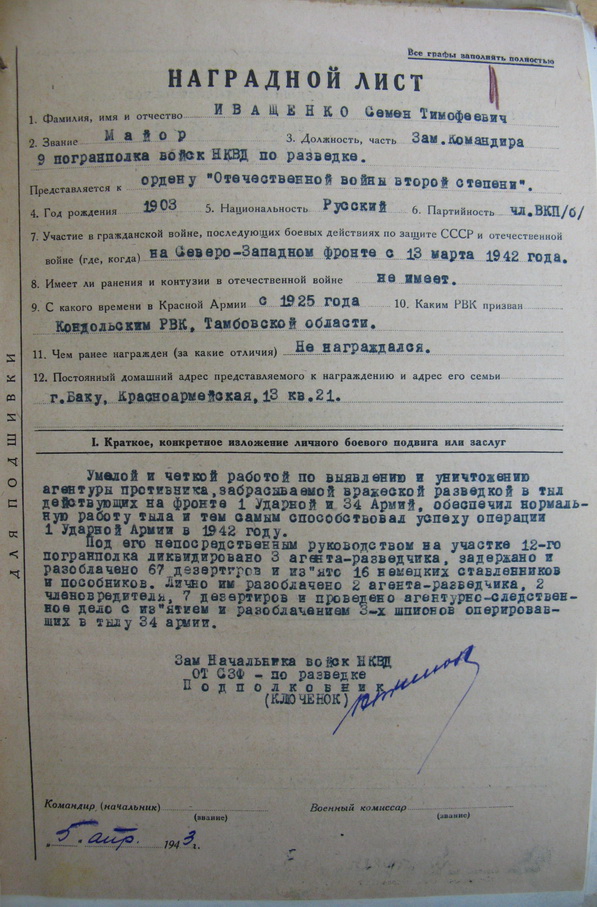 Все графы заполнять полностью
НАГРАДНОЙ ЛИСТ
1. Фамилия, имя и отчество ИВАЩЕНКО Семен Тимофеевич
2. Звание Майор 3. Должность, часть Зам.Командира
9 погранполка войск НКВД по разведке.
Представляется к ордену "Отечественной войны второй степени".
4. Год рождения 1903 5. Национальность Русский 6. Партийность чл.ВКП/б/
7. Участие в гражданской войне, последующих боевых действиях по защите СССР и отечественной
войне (где, когда) на Северо-Западном фронте с 13 марта 1942 года.
8. Имеет ли ранения и контузии в отечественной войне не имеет.
9. С какого времени в Красной Армии с 1925 года 10. Каким РВК призван
Кондольским РВК, Тамбовской области.
11. Чем ранее награжден (за какие отличия) Не награждался.
12. Постоянный домашний адрес представляемого к награждению и адрес его семьи
г.Баку, Красноармейская,13 кв.21.
ДЛЯ ПОДШИВКИ
I. Краткое, конкретное изложение личного боевого подвига или заслуг
Умелой и четкой работой по выявлению и уничтожению
агентуры противника,забрасываемой вражеской разведкой в тыл
действующих на фронте 1 Ударной и 34 Армий, обеспечил нормаль-
ную работу тыла и тем самым способствовал успеху операции
1 Ударной Армии в 1942 году.
Под его непосредственным руководством на участке 12-го
погранполка ликвидировано 3 агента-разведчика, задержано и
разоблачено 67 дезертиров и из"ято 16 немецких ставленников
и пособников. Лично им разоблачено 2 агента-разведчика, 2
членовредителя, 7 дезертиров и проведено агентурно-следствен-
ное дело с из"ятием и разоблачением 3-х шпионов оперировав-
ших в тылу 34 армии.
Зам Начальника войск НКВД
ОТ СЗФ - по разведке
Подполковник
(КЛЮЧЕНОК)
Командир (начальник) Военный комиссар
(звание) (звание)
„5. апр. 1943 г.